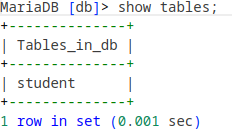 MariaDB [db]> show tables;
+--------------+
| Tables_in_db |
+--------------+
| student      |
+--------------+
1 row in set (0.001 sec)